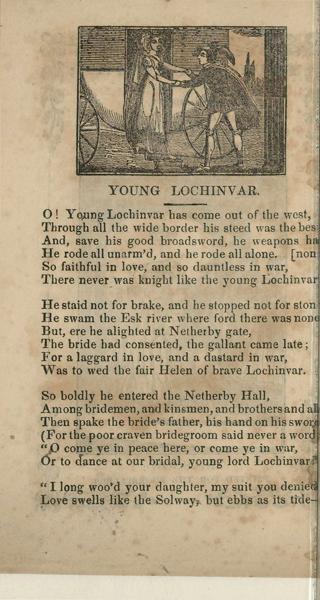 YOUNG LOCHINVAR.
O! Young Lochinvar has come out of the west,
Through all the wide border his steed was the bes
And, save his good broadsword, he weapons ha
He rode all unarm'd, and he rode all alone. [non
So faithful in love, and so dauntless in war,
There never was knight like the young Lochinvar
He staid not for brake, and he stopped not for ston
He swam the Esk river where ford there was none
But, ere he alighted at Netherby gate,
The bride had consented, the gallant came late;
For a laggard in love, and a dastard in war,
Was to wed the fair Helen of brave Lochinvar.
So boldly he entered the Netherby Hall,
Among bridemen, and kinsmen, and brothers and al
Then spake the bride's father, his hand on his swor
(For the poor craven bridegroom said never a word
"O come ye in peace here, or come ye in war,
Or to dance at our bridal, young lord Lochinvar
"I long woo'd your daughter, my suit you denied
Love swells like the Solway, but ebbs as its tide—